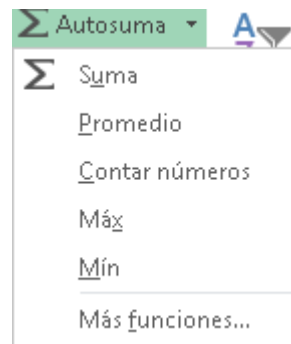 Σ Autosuma
Σ Suma
Promedio
Contar números
Máx
Mín
Más funciones...